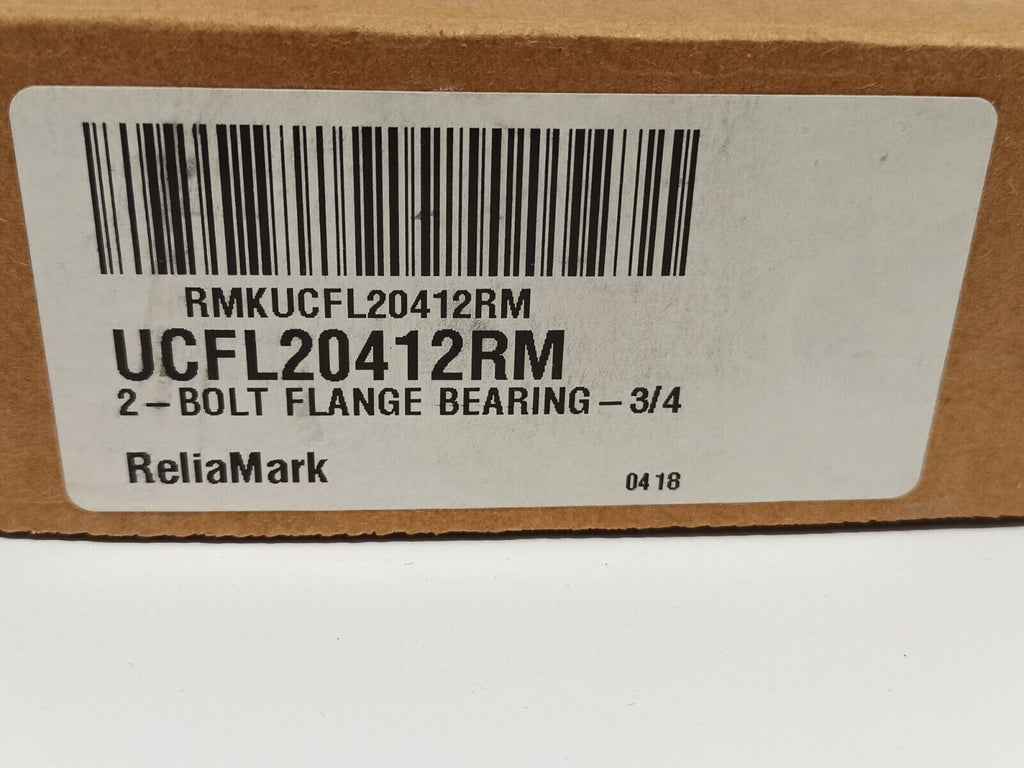 RMKUCFL20412RM
UCFL20412RM
2-BOLT FLANGE BEARING-3/4
ReliaMark
0418